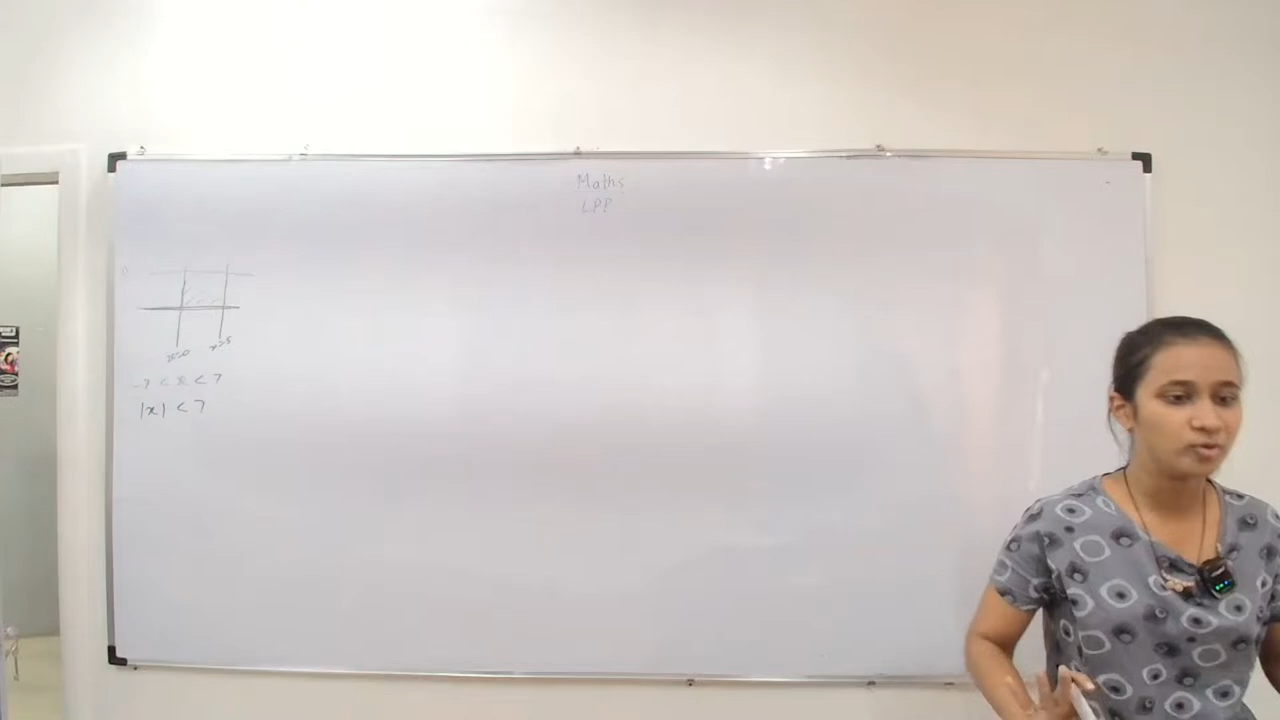 Maths
LPP
x=0 x=5
-7 < x < 7
|x| < 7